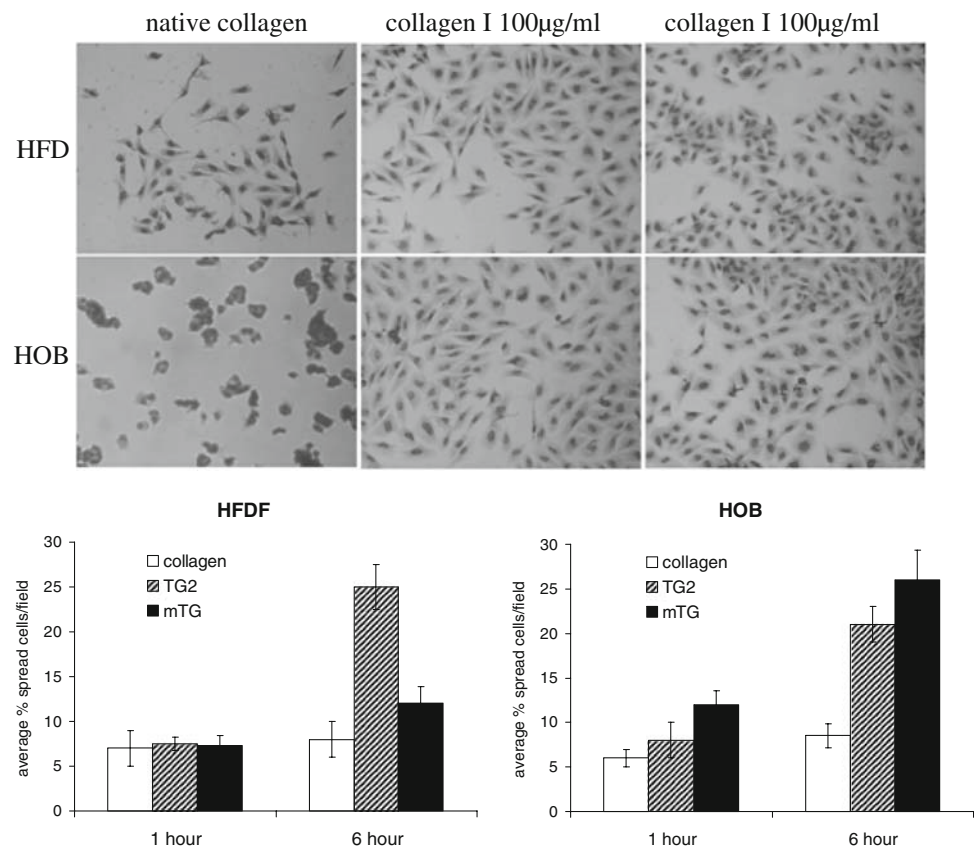 native collagen
collagen I 100µg/ml
collagen I 100µg/ml
HFD
HOB
HFDF
average % spread cells/field
30
25
20
15
10
5
0
collagen
TG2
mTG
1 hour
6 hour
HOB
average % spread cells/field
30
25
20
15
10
5
0
collagen
TG2
mTG
1 hour
6 hour